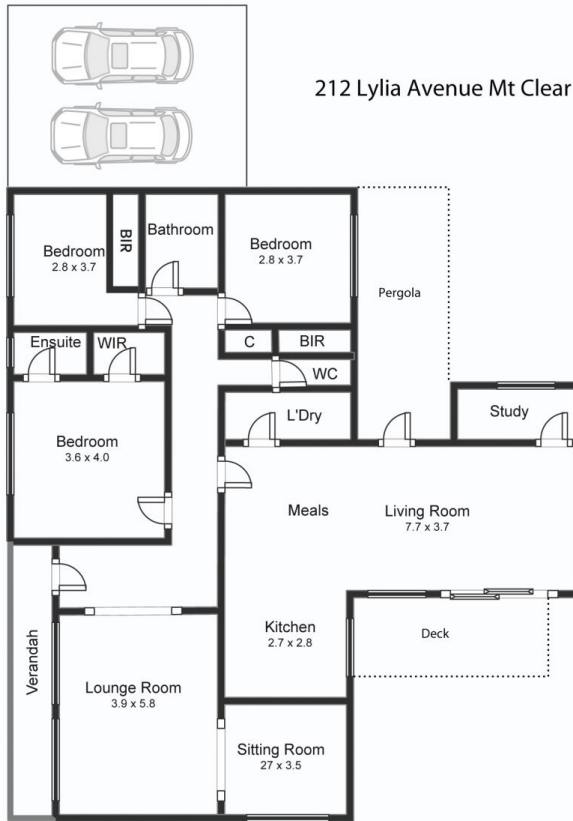 212 Lylia Avenue Mt Clear
Bedroom
2.8 x 3.7
BIR
Bathroom
Bedroom
2.8 x 3.7
Pergola
Ensuite
WIR
C
BIR
WC
L'Dry
Study
Bedroom
3.6 x 4.0
Meals
Living Room
7.7 x 3.7
Verandah
Kitchen
2.7 x 2.8
Deck
Lounge Room
3.9 x 5.8
Sitting Room
27 x 3.5